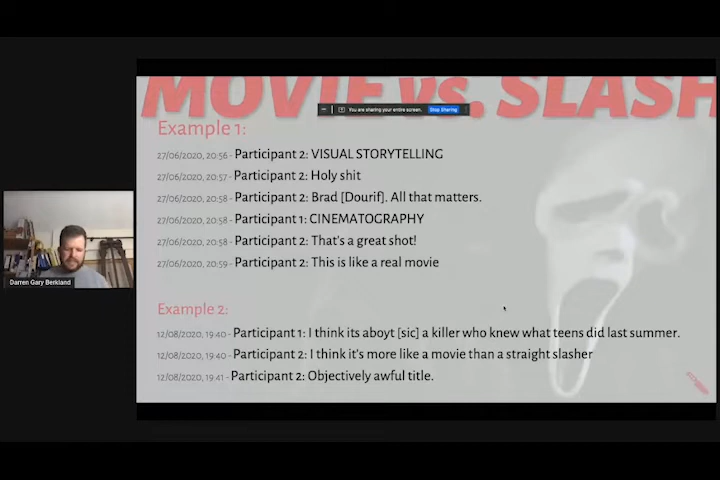 MOVIE vs. SLASH
You are sharing your entire screen. Stop Sharing
Example 1:
27/06/2020, 20:56 - Participant 2: VISUAL STORYTELLING
27/06/2020, 20:57 - Participant 2: Holy shit
27/06/2020, 20:58 - Participant 2: Brad [Dourif]. All that matters.
27/06/2020, 20:58 - Participant 1: CINEMATOGRAPHY
27/06/2020, 20:58 - Participant 2: That's a great shot!
27/06/2020, 20:59 - Participant 2: This is like a real movie
Darren Gary Berkland
Example 2:
12/08/2020, 19:40 - Participant 1: I think its aboyt [sic] a killer who knew what teens did last summer.
12/08/2020, 19:40 - Participant 2: I think it's more like a movie than a straight slasher
12/08/2020, 19:41 - Participant 2: Objectively awful title.